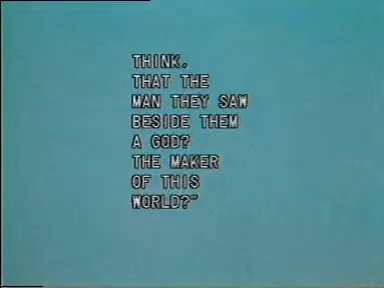 THINK.
THAT THE
MAN THEY SAW
BESIDE THEM
A GOD?
THE MAKER
OF THIS
WORLD?"